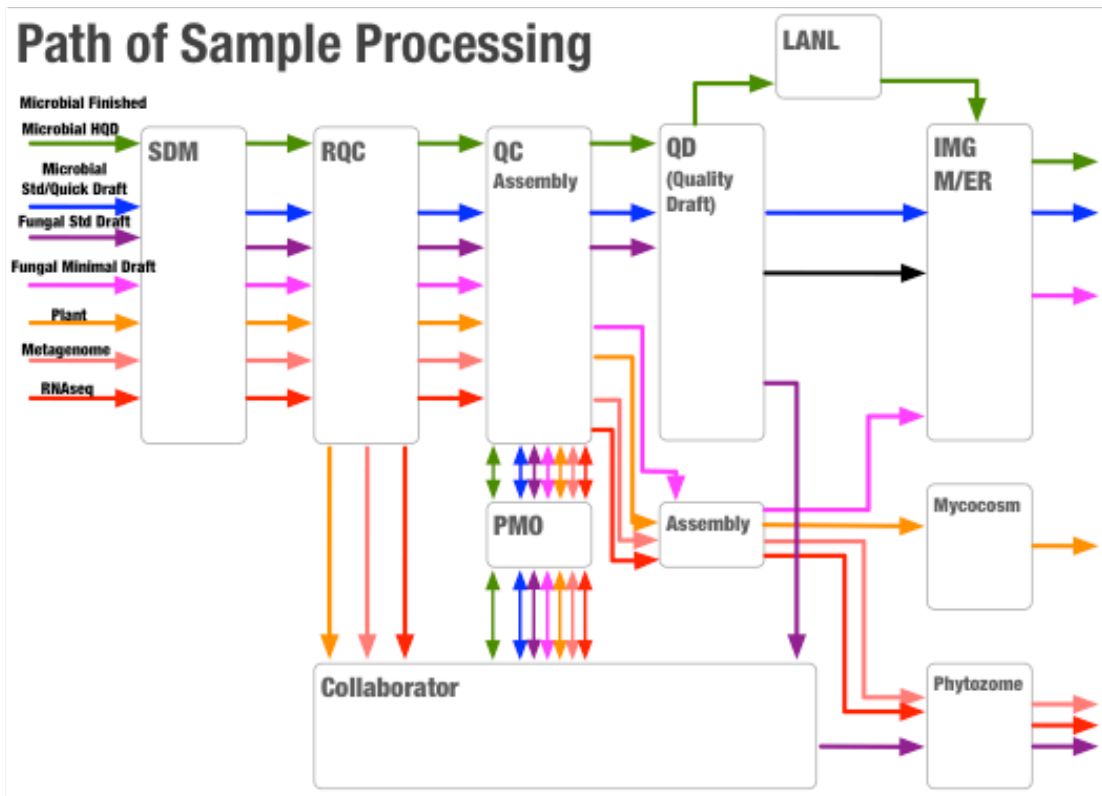 Path of Sample Processing
LANL
Microbial Finished
Microbial HQD
SDM
RQC
QC
Assembly
QD
(Quality
Draft)
IMG
M/ER
Microbial
Std/Quick Draft
Fungal Std Draft
Fungal Minimal Draft
Plant
Metagenome
RNAseq
PMO
Assembly
Mycocosm
Collaborator
Phytozome